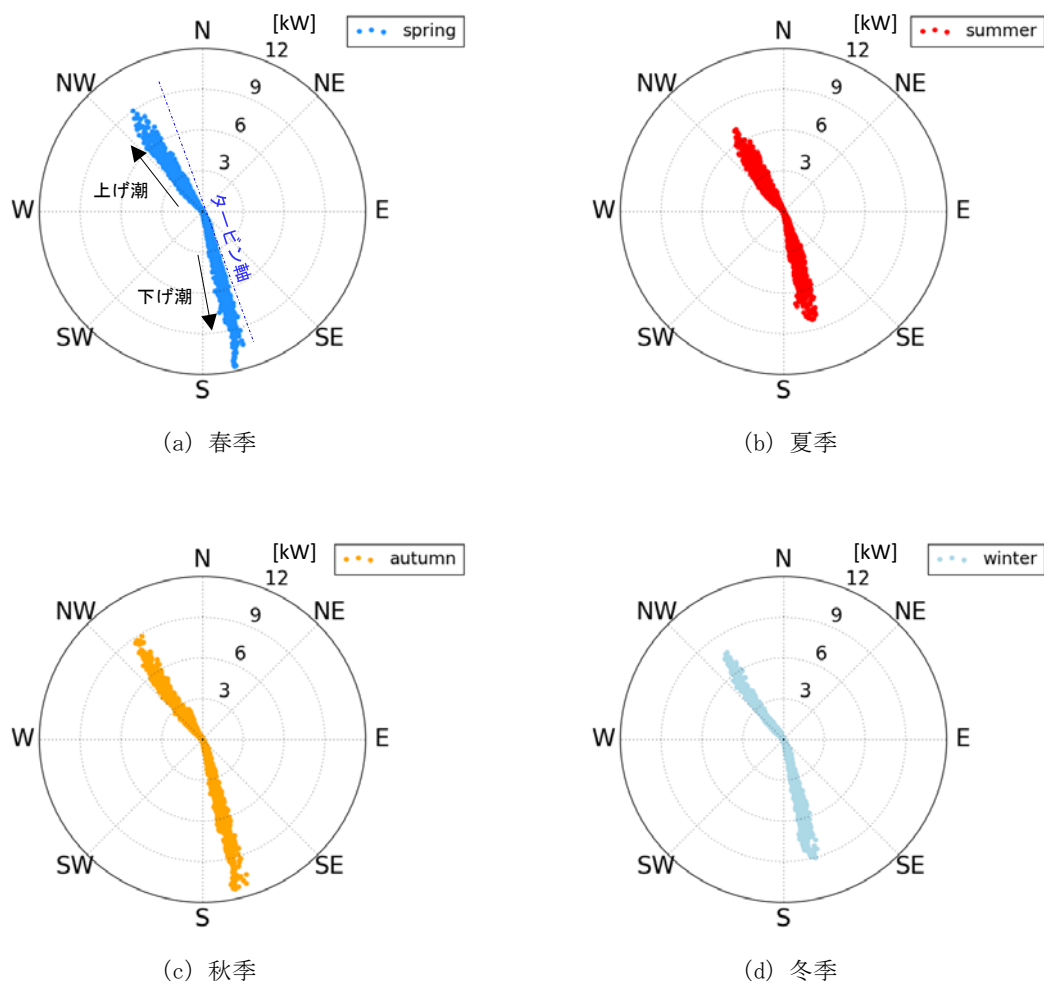 [kW]
spring
N
12
NW
NE
9
6
3
上げ潮
タービン軸
W
E
下げ潮
SW
SE
S
(a) 春季
[kW]
summer
N
12
NW
NE
9
6
3
W
E
SW
SE
S
(b) 夏季
[kW]
autumn
N
12
NW
NE
9
6
3
W
E
SW
SE
S
(c) 秋季
[kW]
winter
N
12
NW
NE
9
6
3
W
E
SW
SE
S
(d) 冬季